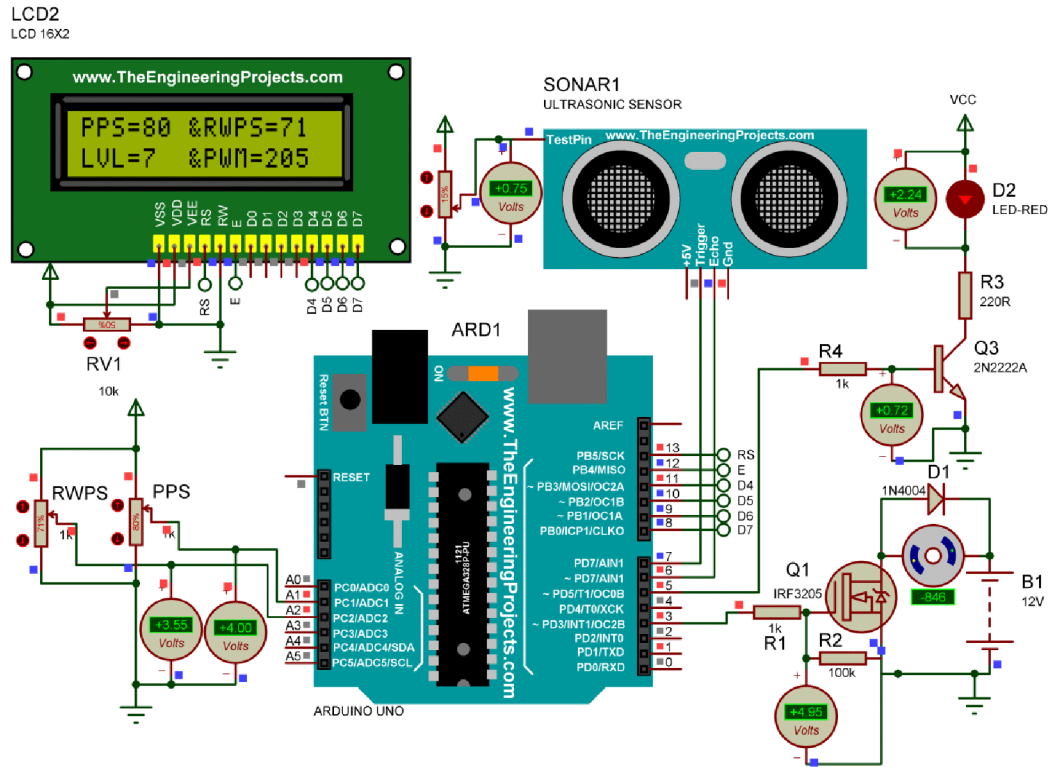 LCD2
LCD 16X2
www.TheEngineeringProjects.com
PPS=80 &RWPS=71
LVL=7 &PWM=205
VSS VDD VEE RS RW E D0 D1 D2 D3 D4 D5 D6 D7
RS E D4 D5 D6 D7
50%
RV1
10k
SONAR1
ULTRASONIC SENSOR
TestPin
www.TheEngineeringProjects.com
15%
+0.75
Volts
+5V Trigger Echo Gnd
VCC
+2.24
Volts
D2
LED-RED
R3
220R
Q3
2N2222A
R4
1k
+0.72
Volts
D1
1N4004
Q1
IRF3205
-846
B1
12V
1k
R1
R2
100k
+4.95
Volts
RWPS
71%
1k
PPS
80%
1k
+3.55
Volts
+4.00
Volts
ARD1
Reset BTN
ON
www.TheEngineeringProjects.com
1121
ATMEGA328P-PU
ANALOG IN
RESET
A0 PC0/ADC0
A1 PC1/ADC1
A2 PC2/ADC2
A3 PC3/ADC3
A4 PC4/ADC4/SDA
A5 PC5/ADC5/SCL
AREF
PB5/SCK 13 RS
PB4/MISO 12 E
~ PB3/MOSI/OC2A 11 D4
~ PB2/OC1B 10 D5
~ PB1/OC1A 9 D6
PB0/ICP1/CLKO 8 D7
PD7/AIN1 7
~ PD7/AIN1 6
~ PD5/T1/OC0B 5
PD4/T0/XCK 4
~ PD3/INT1/OC2B 3
PD2/INT0 2
PD1/TXD 1
PD0/RXD 0
ARDUINO UNO